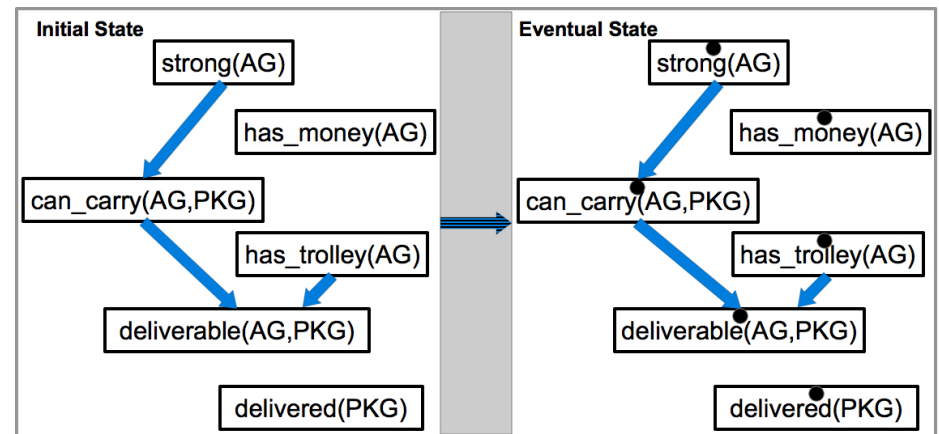 Initial State
strong(AG)
has_money(AG)
can_carry(AG,PKG)
has_trolley(AG)
deliverable(AG,PKG)
delivered(PKG)
Eventual State
strong(AG)
has_money(AG)
can_carry(AG,PKG)
has_trolley(AG)
deliverable(AG,PKG)
delivered(PKG)